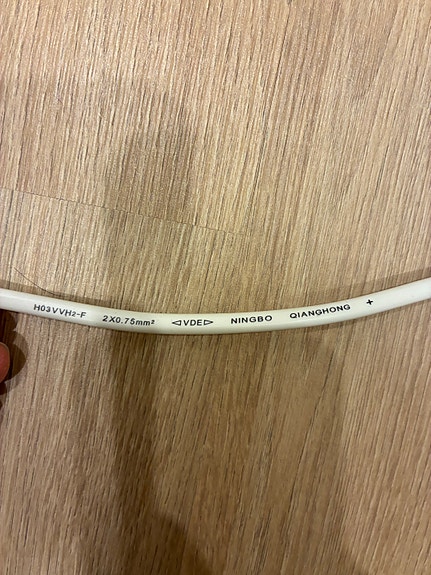 H03VVH2-F 2X0.75mm² ◁VDE▷ NINGBO QIANGHONG +